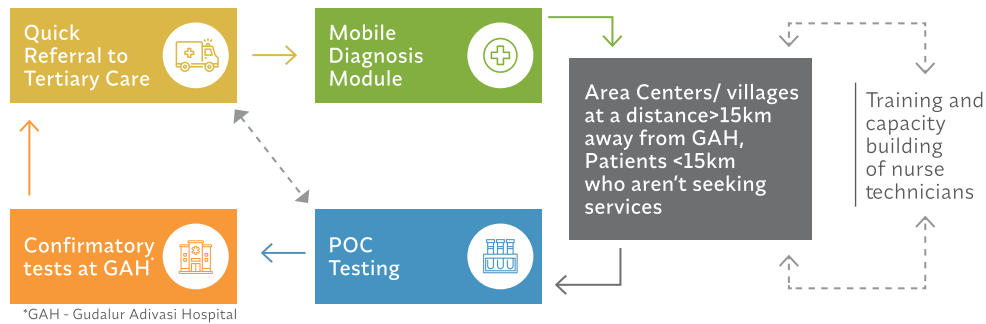 Quick
Referral to
Tertiary Care
Mobile
Diagnosis
Module
Area Centers/ villages
at a distance>15km
away from GAH,
Patients <15km
who aren't seeking
services
Training and
capacity
building
of nurse
technicians
Confirmatory
tests at GAH*
POC
Testing
*GAH - Gudalur Adivasi Hospital